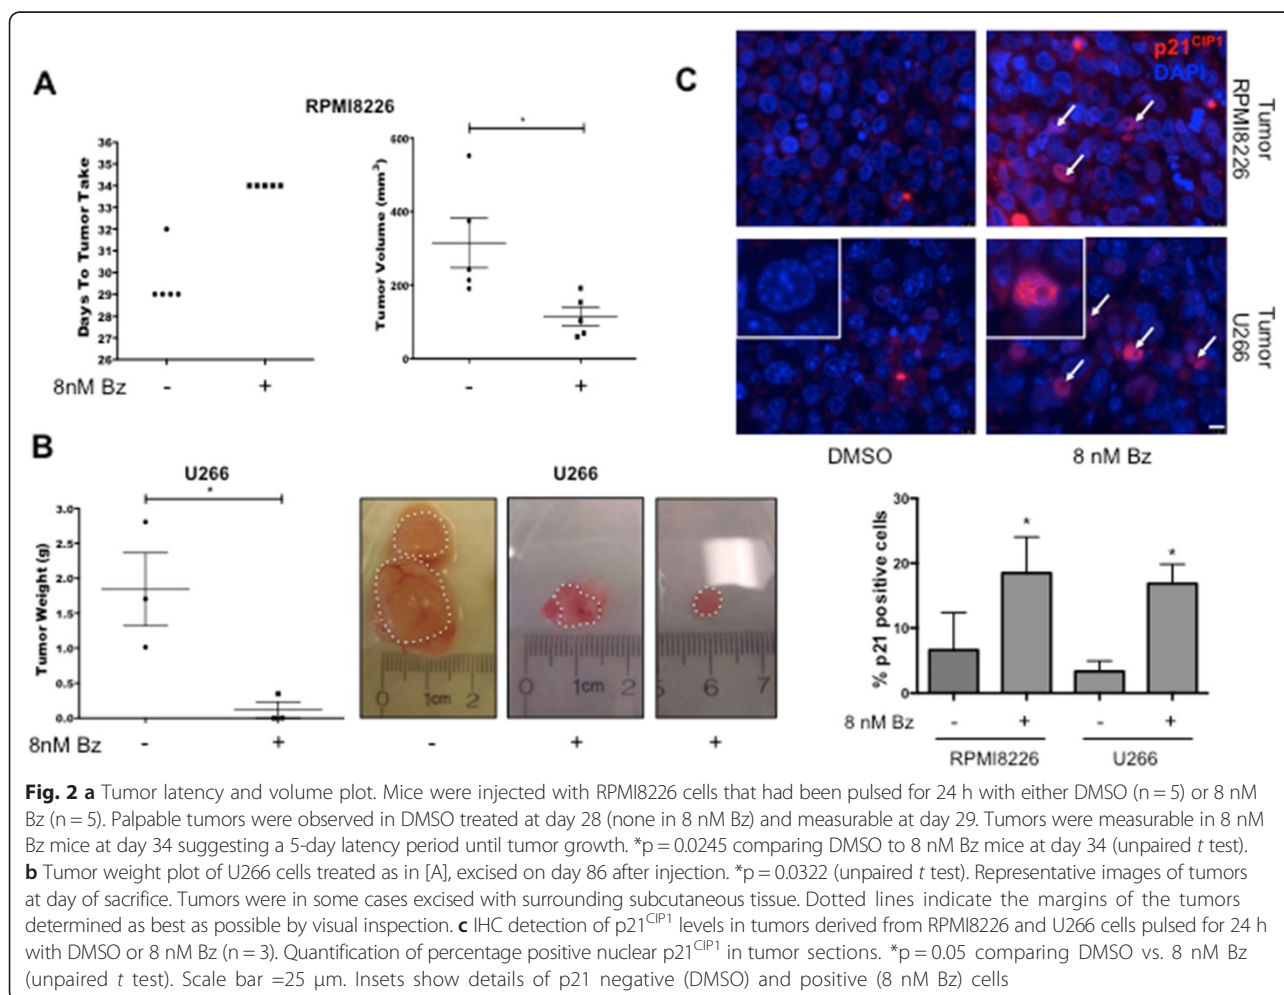 A
RPMI8226
*
Days To Tumor Take
36
35
34
33
32
31
30
29
28
27
26
8nM Bz
-
+
Tumor Volume (mm³)
600
400
200
0
-
+
C
p21CIP1
DAPI
Tumor
RPMI8226
Tumor
U266
DMSO
8 nM Bz
B
U266
*
Tumor Weight (g)
3.0
2.5
2.0
1.5
1.0
0.5
0.0
8nM Bz
-
+
U266
0 1cm 2
0 1cm 2
5 6 7
-
+
+
% p21 positive cells
30
20
10
0
*
*
8 nM Bz
-
+
-
+
RPMI8226
U266
Fig. 2 a Tumor latency and volume plot. Mice were injected with RPMI8226 cells that had been pulsed for 24 h with either DMSO (n = 5) or 8 nM
Bz (n = 5). Palpable tumors were observed in DMSO treated at day 28 (none in 8 nM Bz) and measurable at day 29. Tumors were measurable in 8 nM
Bz mice at day 34 suggesting a 5-day latency period until tumor growth. *p = 0.0245 comparing DMSO to 8 nM Bz mice at day 34 (unpaired t test).
b Tumor weight plot of U266 cells treated as in [A], excised on day 86 after injection. *p = 0.0322 (unpaired t test). Representative images of tumors
at day of sacrifice. Tumors were in some cases excised with surrounding subcutaneous tissue. Dotted lines indicate the margins of the tumors
determined as best as possible by visual inspection. c IHC detection of p21CIP1 levels in tumors derived from RPMI8226 and U266 cells pulsed for 24 h
with DMSO or 8 nM Bz (n = 3). Quantification of percentage positive nuclear p21CIP1 in tumor sections. *p = 0.05 comparing DMSO vs. 8 nM Bz
(unpaired t test). Scale bar =25 μm. Insets show details of p21 negative (DMSO) and positive (8 nM Bz) cells